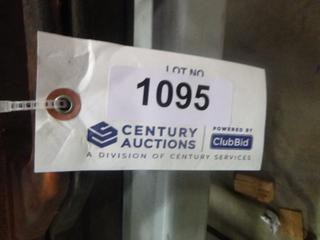 LOT NO
1095
CENTURY
AUCTIONS
POWERED BY
ClubBid
A DIVISION OF CENTURY SERVICES